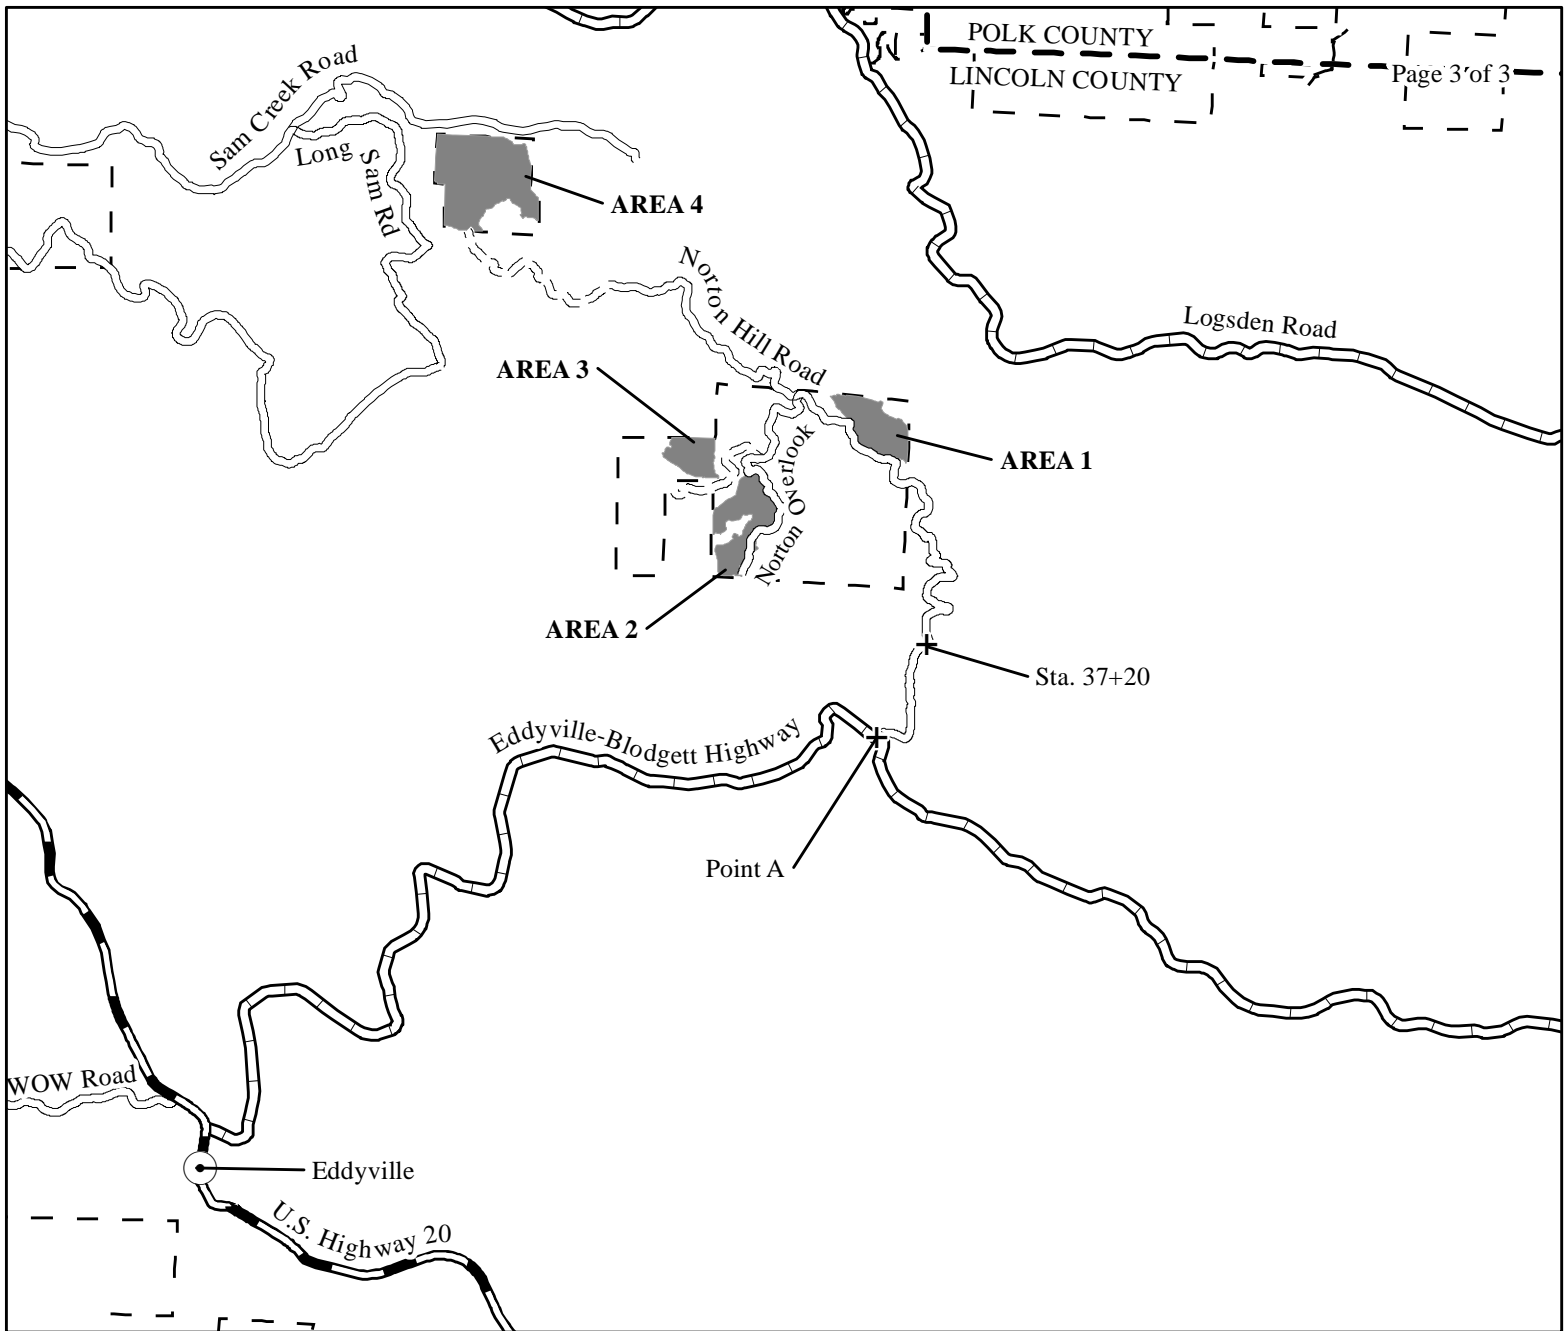 POLK COUNTY
LINCOLN COUNTY
Page 3 of 3
Sam Creek Road
Long Sam Rd
AREA 4
Norton Hill Road
Logsden Road
AREA 3
AREA 1
Norton Overlook
AREA 2
Sta. 37+20
Eddyville-Blodgett Highway
Point A
WOW Road
Eddyville
U.S. Highway 20